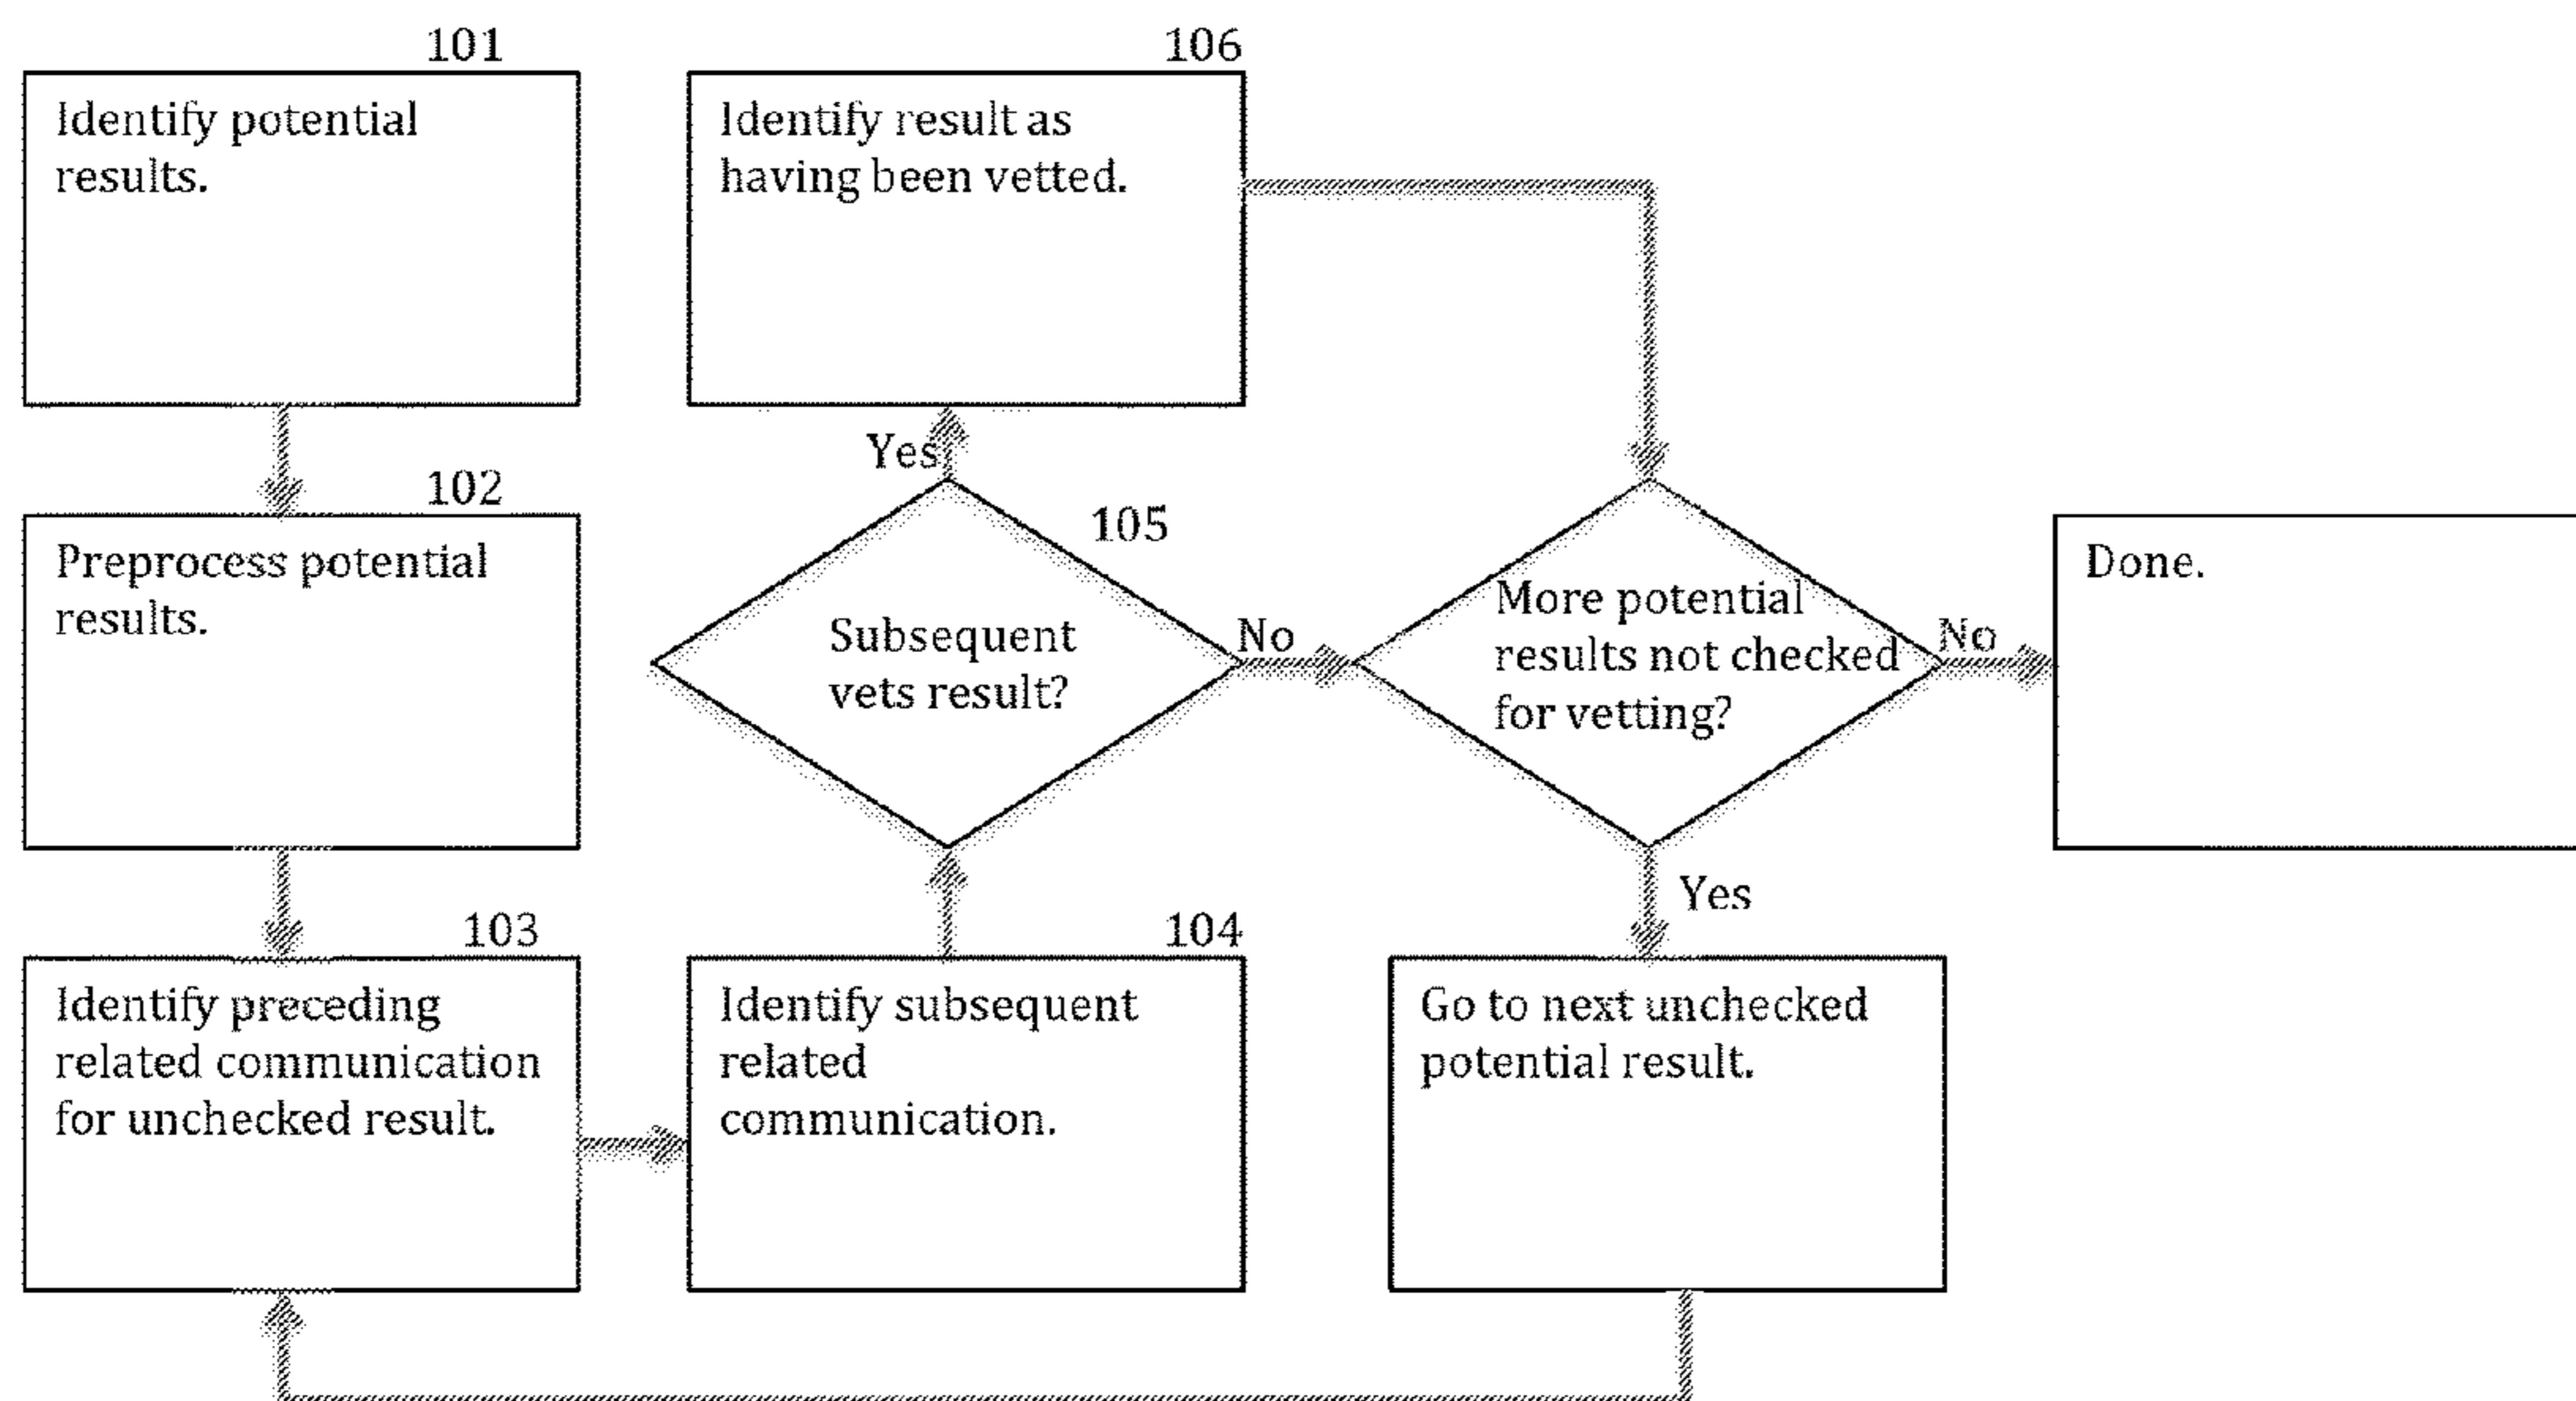 101
Identify potential
results.
102
Preprocess potential
results.
103
Identify preceding
related communication
for unchecked result.
104
Identify subsequent
related
communication.
105
Subsequent
vets result?
Yes
No
106
Identify result as
having been vetted.
More potential
results not checked
for vetting?
No
Yes
Done.
Go to next unchecked
potential result.